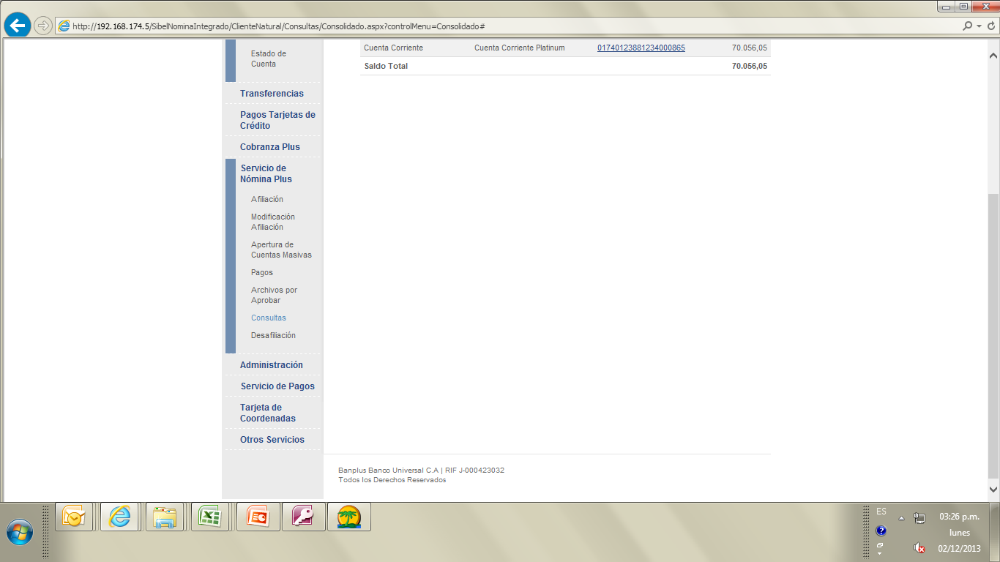 http://192.168.174.5/SibelNominaIntegrado/ClienteNatural/Consultas/Consolidado.aspx?controlMenu=Consolidado#
Estado de
Cuenta
Transferencias
Pagos Tarjetas de
Crédito
Cobranza Plus
Servicio de
Nómina Plus
Afiliación
Modificación
Afiliación
Apertura de
Cuentas Masivas
Pagos
Archivos por
Aprobar
Consultas
Desafiliación
Administración
Servicio de Pagos
Tarjeta de
Coordenadas
Otros Servicios
Cuenta Corriente Cuenta Corriente Platinum 01740123881234000865 70.056,05
Saldo Total 70.056,05
Banplus Banco Universal C.A | RIF J-000423032
Todos los Derechos Reservados
ES
03:26 p.m.
lunes
02/12/2013